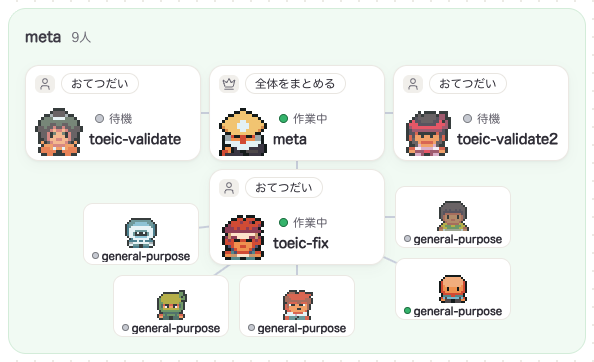 meta 9人
おてつだい
待機
toeic-validate
全体をまとめる
作業中
meta
おてつだい
待機
toeic-validate2
おてつだい
作業中
toeic-fix
general-purpose
general-purpose
general-purpose
general-purpose
general-purpose